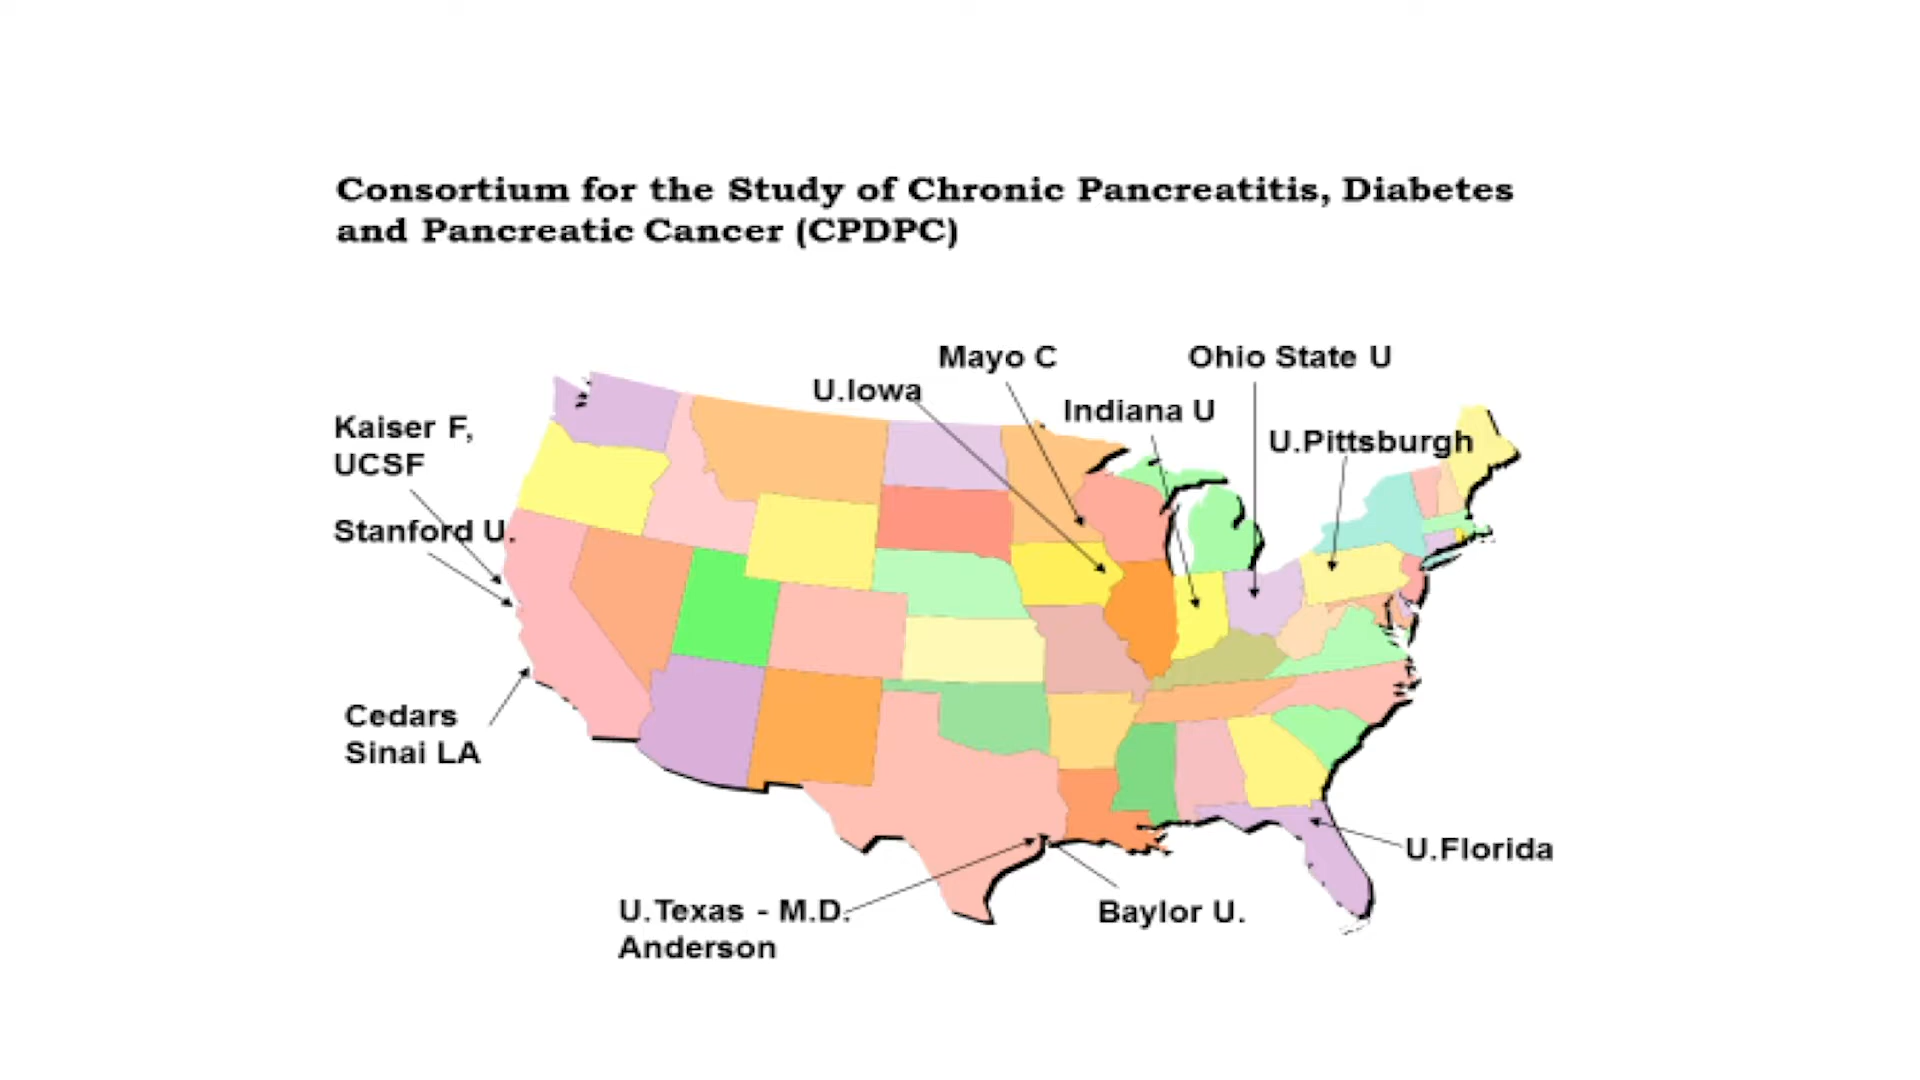 Consortium for the Study of Chronic Pancreatitis, Diabetes
and Pancreatic Cancer (CPDPC)
Mayo C
Ohio State U
U.Iowa
Indiana U
Kaiser F,
UCSF
U.Pittsburgh
Stanford U.
Cedars
Sinai LA
U.Florida
U.Texas - M.D.
Anderson
Baylor U.